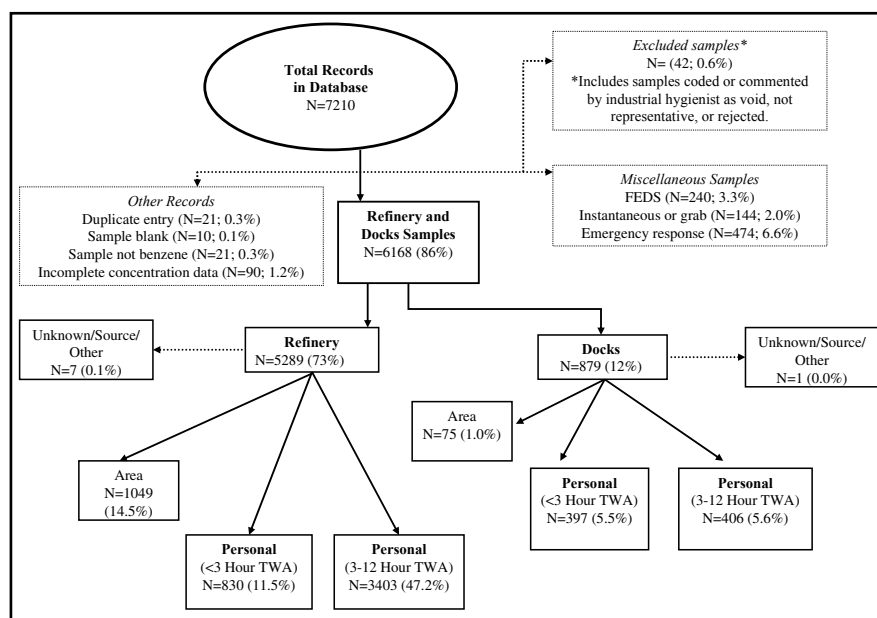 Total Records
in Database
N=7210
Excluded samples*
N= (42; 0.6%)
*Includes samples coded or commented
by industrial hygienist as void, not
representative, or rejected.
Other Records
Duplicate entry (N=21; 0.3%)
Sample blank (N=10; 0.1%)
Sample not benzene (N=21; 0.3%)
Incomplete concentration data (N=90; 1.2%)
Refinery and
Docks Samples
N=6168 (86%)
Miscellaneous Samples
FEDS (N=240; 3.3%)
Instantaneous or grab (N=144; 2.0%)
Emergency response (N=474; 6.6%)
Unknown/Source/
Other
N=7 (0.1%)
Refinery
N=5289 (73%)
Docks
N=879 (12%)
Unknown/Source/
Other
N=1 (0.0%)
Area
N=1049
(14.5%)
Personal
(<3 Hour TWA)
N=830 (11.5%)
Personal
(3-12 Hour TWA)
N=3403 (47.2%)
Area
N=75 (1.0%)
Personal
(<3 Hour TWA)
N=397 (5.5%)
Personal
(3-12 Hour TWA)
N=406 (5.6%)